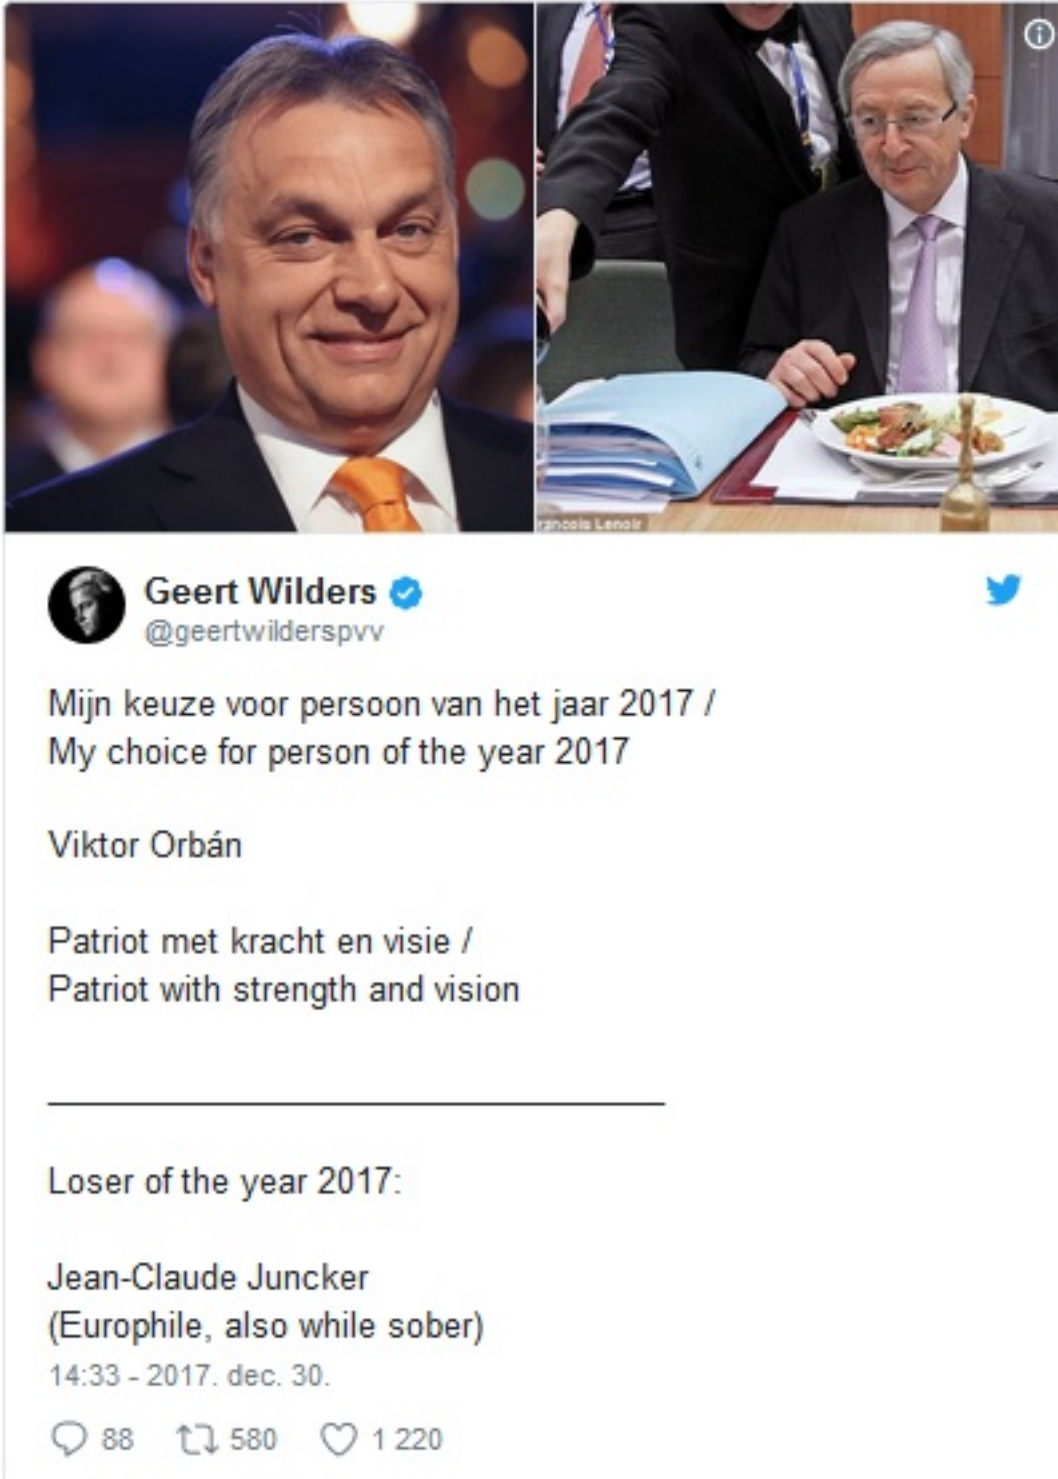 rancois Lenoir
Geert Wilders
@geertwilderspvv
Mijn keuze voor persoon van het jaar 2017 /
My choice for person of the year 2017
Viktor Orbán
Patriot met kracht en visie /
Patriot with strength and vision
Loser of the year 2017:
Jean-Claude Juncker
(Europhile, also while sober)
14:33 - 2017. dec. 30.
88 580 1 220